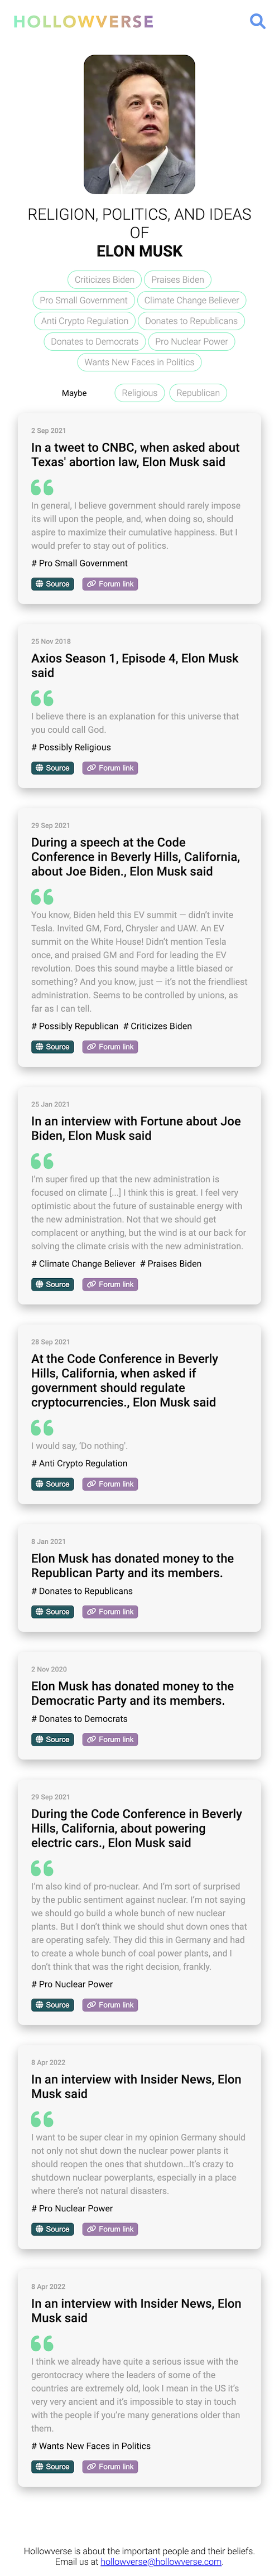 HOLLOWVERSE
RELIGION, POLITICS, AND IDEAS
OF
ELON MUSK
Criticizes Biden Praises Biden
Pro Small Government Climate Change Believer
Anti Crypto Regulation Donates to Republicans
Donates to Democrats Pro Nuclear Power
Wants New Faces in Politics
Maybe Religious Republican
2 Sep 2021
In a tweet to CNBC, when asked about
Texas' abortion law, Elon Musk said
In general, I believe government should rarely impose
its will upon the people, and, when doing so, should
aspire to maximize their cumulative happiness. But I
would prefer to stay out of politics.
# Pro Small Government
Source Forum link
25 Nov 2018
Axios Season 1, Episode 4, Elon Musk
said
I believe there is an explanation for this universe that
you could call God.
# Possibly Religious
Source Forum link
29 Sep 2021
During a speech at the Code
Conference in Beverly Hills, California,
about Joe Biden., Elon Musk said
You know, Biden held this EV summit — didn't invite
Tesla. Invited GM, Ford, Chrysler and UAW. An EV
summit on the White House! Didn't mention Tesla
once, and praised GM and Ford for leading the EV
revolution. Does this sound maybe a little biased or
something? And you know, just — it's not the friendliest
administration. Seems to be controlled by unions, as
far as I can tell.
# Possibly Republican # Criticizes Biden
Source Forum link
25 Jan 2021
In an interview with Fortune about Joe
Biden, Elon Musk said
I'm super fired up that the new administration is
focused on climate [...] I think this is great. I feel very
optimistic about the future of sustainable energy with
the new administration. Not that we should get
complacent or anything, but the wind is at our back for
solving the climate crisis with the new administration.
# Climate Change Believer # Praises Biden
Source Forum link
28 Sep 2021
At the Code Conference in Beverly
Hills, California, when asked if
government should regulate
cryptocurrencies., Elon Musk said
I would say, 'Do nothing'.
# Anti Crypto Regulation
Source Forum link
8 Jan 2021
Elon Musk has donated money to the
Republican Party and its members.
# Donates to Republicans
Source Forum link
2 Nov 2020
Elon Musk has donated money to the
Democratic Party and its members.
# Donates to Democrats
Source Forum link
29 Sep 2021
During the Code Conference in Beverly
Hills, California, about powering
electric cars., Elon Musk said
I'm also kind of pro-nuclear. And I'm sort of surprised
by the public sentiment against nuclear. I'm not saying
we should go build a whole bunch of new nuclear
plants. But I don't think we should shut down ones that
are operating safely. They did this in Germany and had
to create a whole bunch of coal power plants, and I
don't think that was the right decision, frankly.
# Pro Nuclear Power
Source Forum link
8 Apr 2022
In an interview with Insider News, Elon
Musk said
I want to be super clear in my opinion Germany should
not only not shut down the nuclear power plants it
should reopen the ones that shutdown...It's crazy to
shutdown nuclear powerplants, especially in a place
where there's not natural disasters.
# Pro Nuclear Power
Source Forum link
8 Apr 2022
In an interview with Insider News, Elon
Musk said
I think we already have quite a serious issue with the
gerontocracy where the leaders of some of the
countries are extremely old, look I mean in the US it's
very very ancient and it's impossible to stay in touch
with the people if you're many generations older than
them.
# Wants New Faces in Politics
Source Forum link
Hollowverse is about the important people and their beliefs.
Email us at hollowverse@hollowverse.com.